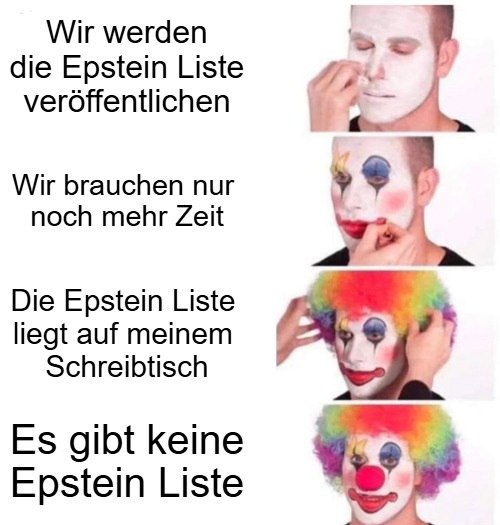 Wir werden
die Epstein Liste
veröffentlichen
Wir brauchen nur
noch mehr Zeit
Die Epstein Liste
liegt auf meinem
Schreibtisch
Es gibt keine
Epstein Liste